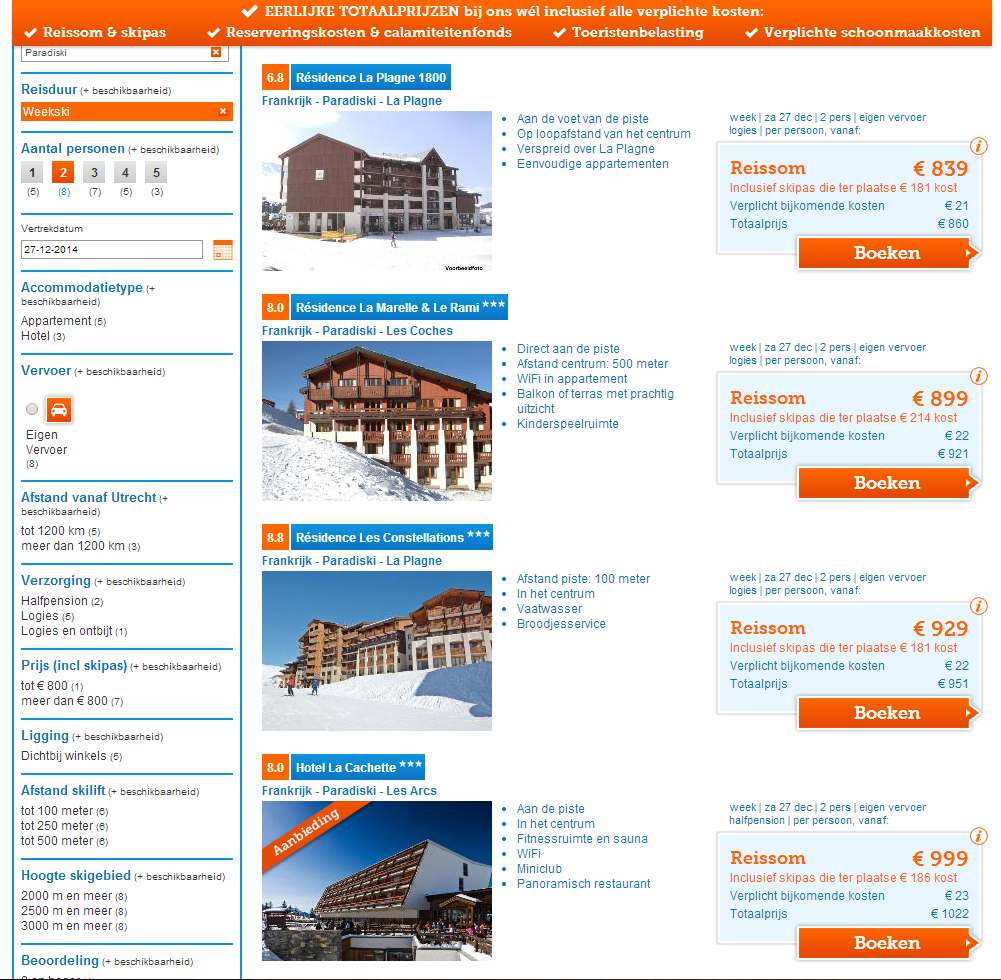 EERLIJKE TOTAALPRIJZEN bij ons wél inclusief alle verplichte kosten:
Reissom & skipas Reserveringskosten & calamiteitenfonds Toeristenbelasting Verplichte schoonmaakkosten
Paradiski
Reisduur (+ beschikbaarheid)
Weekski
Aantal personen (+ beschikbaarheid)
1 2 3 4 5
(5) (8) (7) (5) (3)
Vertrekdatum
27-12-2014
Accommodatietype (+
beschikbaarheid)
Appartement (5)
Hotel (3)
Vervoer (+ beschikbaarheid)
Eigen
Vervoer
(8)
Afstand vanaf Utrecht (+
beschikbaarheid)
tot 1200 km (5)
meer dan 1200 km (3)
Verzorging (+ beschikbaarheid)
Halfpension (2)
Logies (5)
Logies en ontbijt (1)
Prijs (incl skipas) (+ beschikbaarheid)
tot € 800 (1)
meer dan € 800 (7)
Ligging (+ beschikbaarheid)
Dichtbij winkels (5)
Afstand skilift (+ beschikbaarheid)
tot 100 meter (6)
tot 250 meter (6)
tot 500 meter (6)
Hoogte skigebied (+ beschikbaarheid)
2000 m en meer (8)
2500 m en meer (8)
3000 m en meer (8)
Beoordeling (+ beschikbaarheid)
6.8 Résidence La Plagne 1800
Frankrijk - Paradiski - La Plagne
Voorbeeldfoto
Aan de voet van de piste
Op loopafstand van het centrum
Verspreid over La Plagne
Eenvoudige appartementen
week | za 27 dec | 2 pers | eigen vervoer
logies | per persoon, vanaf:
i
Reissom € 839
Inclusief skipas die ter plaatse € 181 kost
Verplicht bijkomende kosten € 21
Totaalprijs € 860
Boeken
8.0 Résidence La Marelle & Le Rami ***
Frankrijk - Paradiski - Les Coches
Direct aan de piste
Afstand centrum: 500 meter
WiFi in appartement
Balkon of terras met prachtig
uitzicht
Kinderspeelruimte
week | za 27 dec | 2 pers | eigen vervoer
logies | per persoon, vanaf:
i
Reissom € 899
Inclusief skipas die ter plaatse € 214 kost
Verplicht bijkomende kosten € 22
Totaalprijs € 921
Boeken
8.8 Résidence Les Constellations ***
Frankrijk - Paradiski - La Plagne
Afstand piste: 100 meter
In het centrum
Vaatwasser
Broodjesservice
week | za 27 dec | 2 pers | eigen vervoer
logies | per persoon, vanaf:
i
Reissom € 929
Inclusief skipas die ter plaatse € 181 kost
Verplicht bijkomende kosten € 22
Totaalprijs € 951
Boeken
8.0 Hotel La Cachette ***
Frankrijk - Paradiski - Les Arcs
Aanbieding
Aan de piste
In het centrum
Fitnessruimte en sauna
WiFi
Miniclub
Panoramisch restaurant
week | za 27 dec | 2 pers | eigen vervoer
halfpension | per persoon, vanaf:
i
Reissom € 999
Inclusief skipas die ter plaatse € 186 kost
Verplicht bijkomende kosten € 23
Totaalprijs € 1022
Boeken